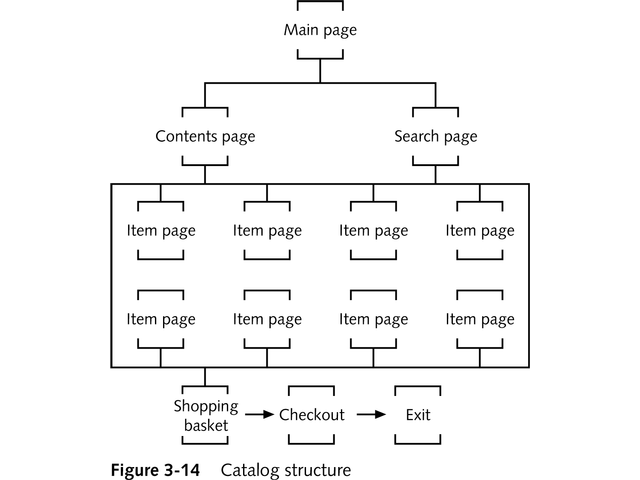 Main page
Contents page
Search page
Item page
Item page
Item page
Item page
Item page
Item page
Item page
Item page
Shopping
basket
Checkout
Exit
Figure 3-14 Catalog structure